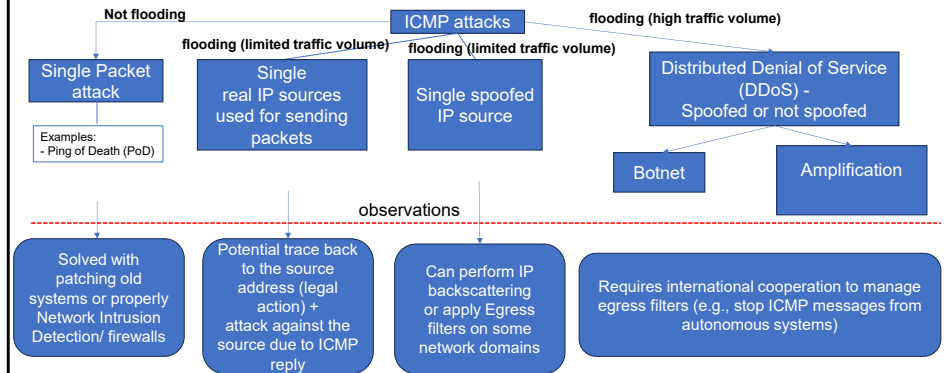 Not flooding
ICMP attacks
flooding (high traffic volume)
flooding (limited traffic volume)
flooding (limited traffic volume)
Single Packet
attack
Single
real IP sources
used for sending
packets
Single spoofed
IP source
Distributed Denial of Service
(DDoS) -
Spoofed or not spoofed
Examples:
- Ping of Death (PoD)
Botnet
Amplification
observations
Solved with
patching old
systems or properly
Network Intrusion
Detection/ firewalls
Potential trace back
to the source
address (legal
action) +
attack against the
source due to ICMP
reply
Can perform IP
backscattering
or apply Egress
filters on some
network domains
Requires international cooperation to manage
egress filters (e.g., stop ICMP messages from
autonomous systems)